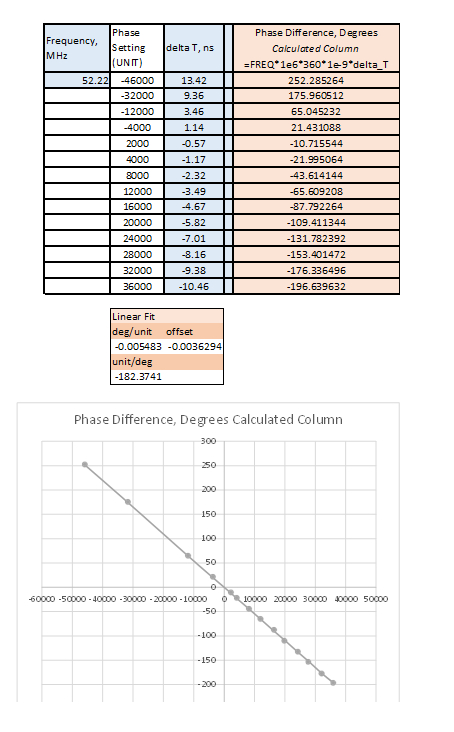 Frequency, MHz Phase Setting (UNIT) delta T, ns Phase Difference, Degrees Calculated Column =FREQ*1e6*360*1e-9*delta_T
52.22 -46000 13.42 252.285264
-32000 9.36 175.960512
-12000 3.46 65.045232
-4000 1.14 21.431088
2000 -0.57 -10.715544
4000 -1.17 -21.995064
8000 -2.32 -43.614144
12000 -3.49 -65.609208
16000 -4.67 -87.792264
20000 -5.82 -109.411344
24000 -7.01 -131.782392
28000 -8.16 -153.401472
32000 -9.38 -176.336496
36000 -10.46 -196.639632
Linear Fit
deg/unit offset
-0.005483 -0.0036294
unit/deg
-182.3741
Phase Difference, Degrees Calculated Column
300
250
200
150
100
50
0
-60000 -50000 -40000 -30000 -20000 -10000 0 10000 20000 30000 40000 50000
-50
-100
-150
-200